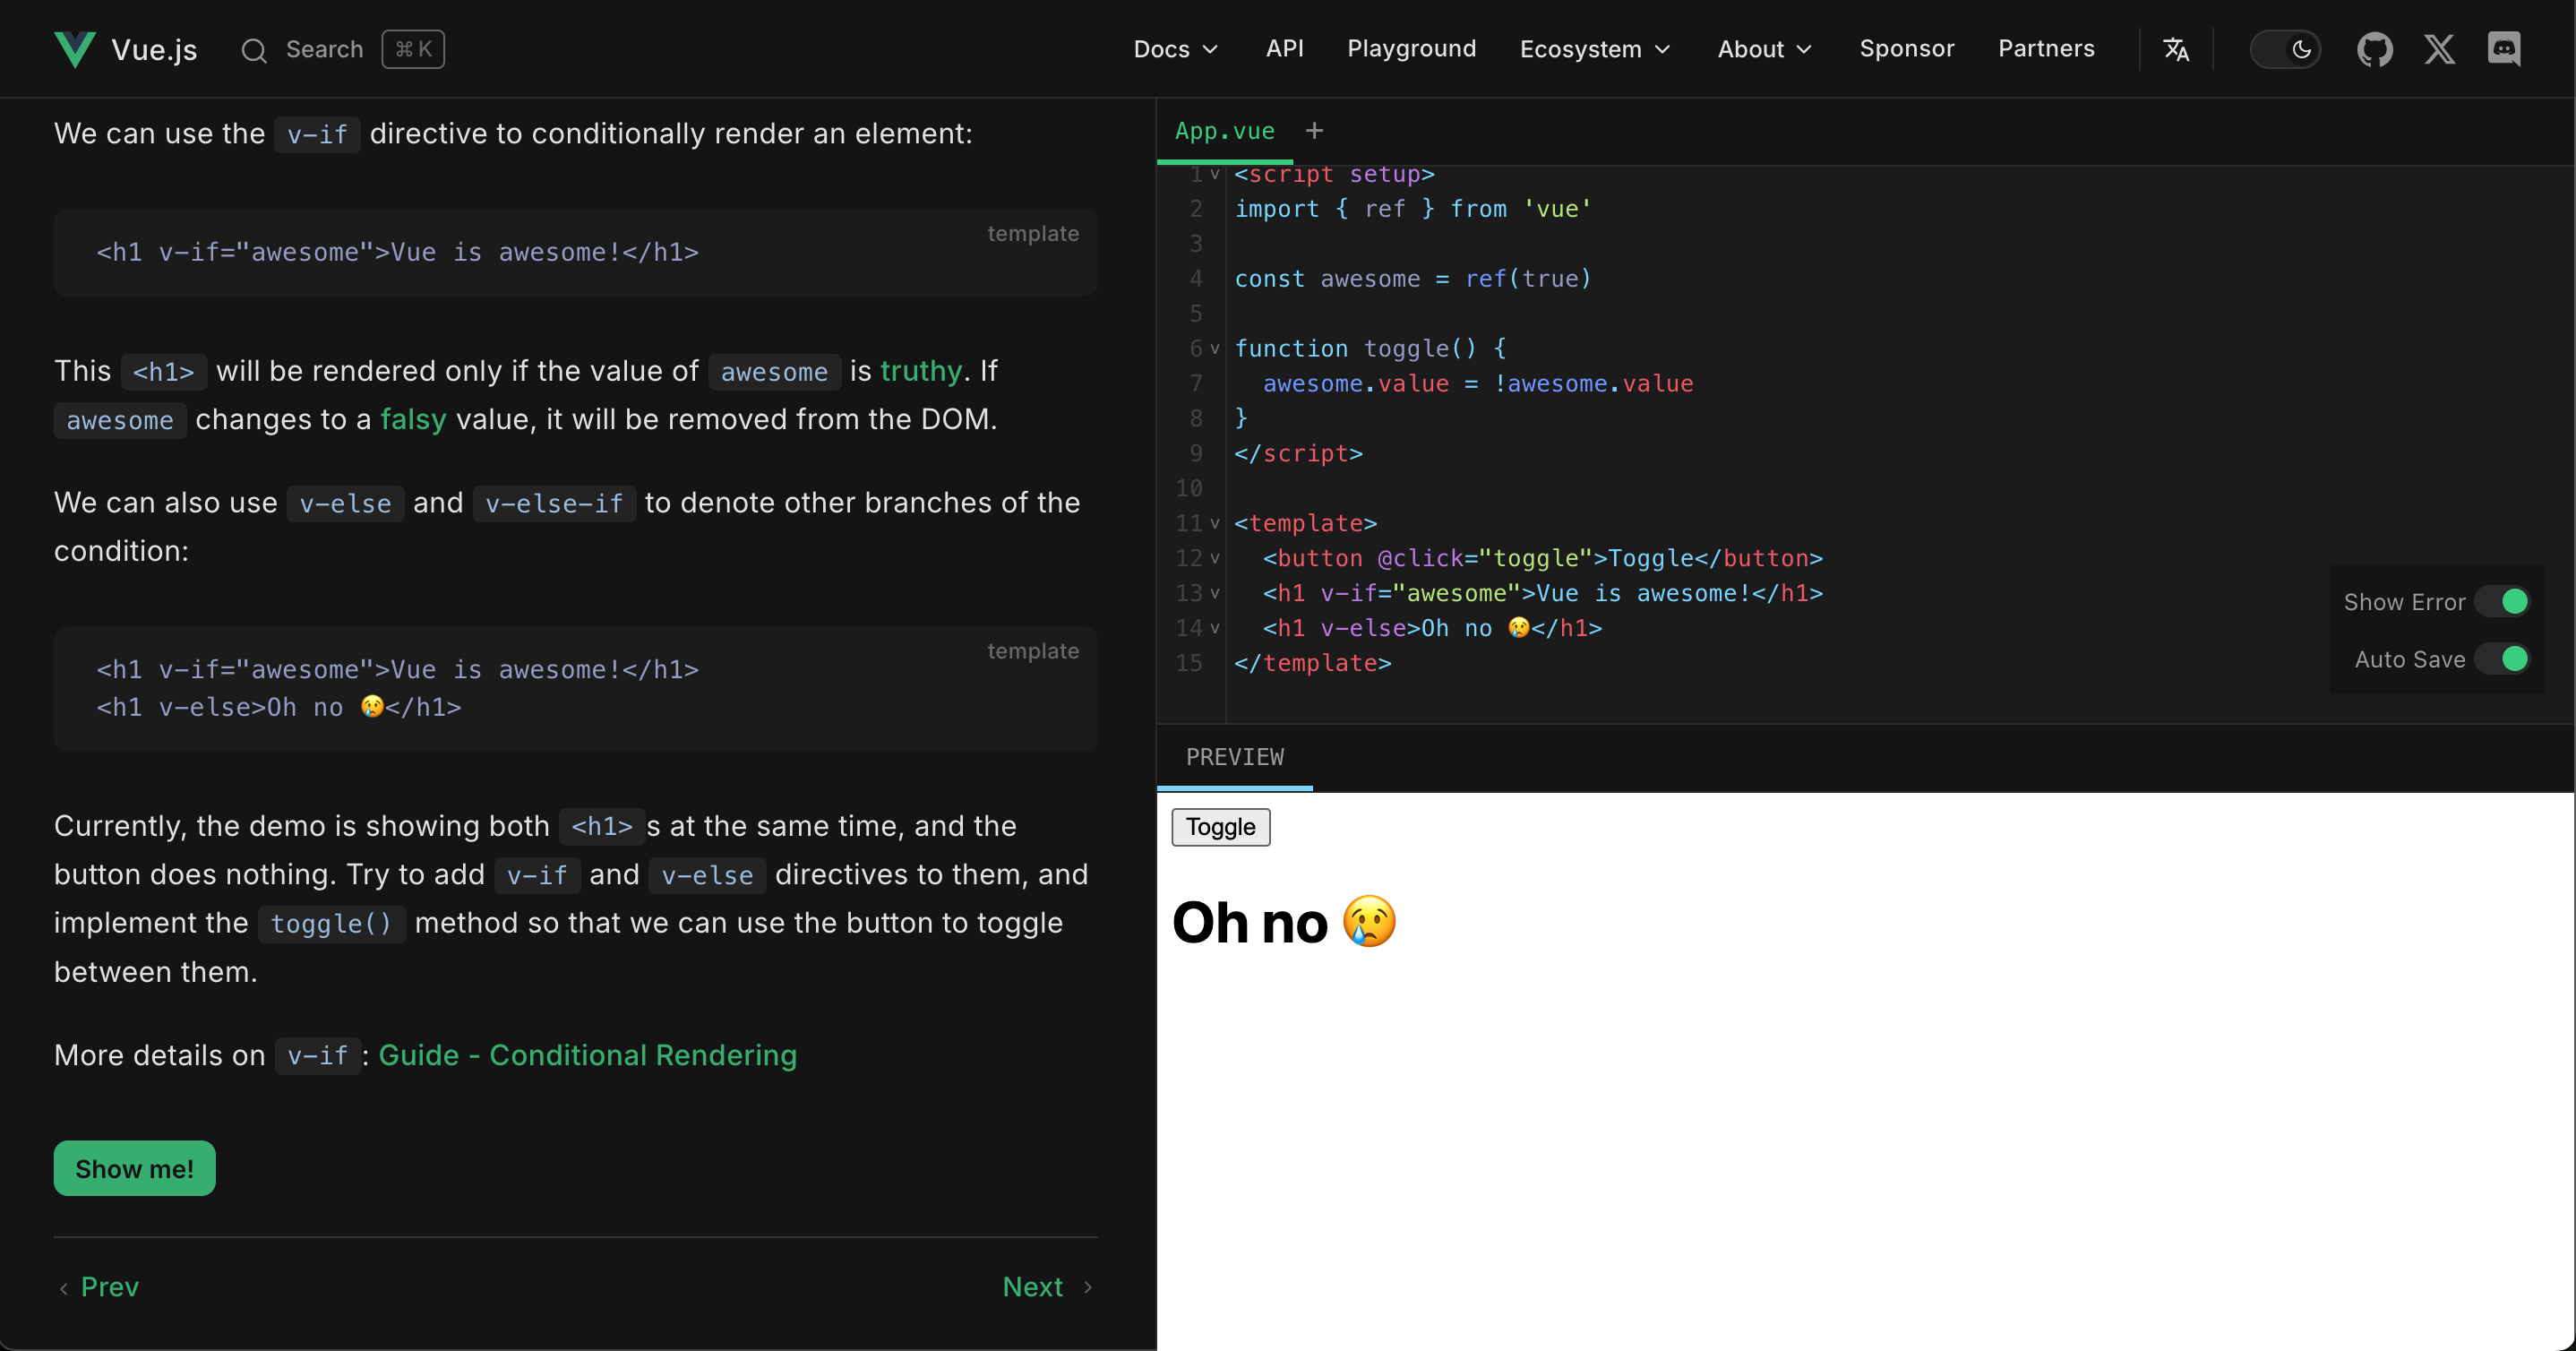 Vue.js Search ⌘ K Docs API Playground Ecosystem About Sponsor Partners
We can use the v-if directive to conditionally render an element:
template
<h1 v-if="awesome">Vue is awesome!</h1>
This <h1> will be rendered only if the value of awesome is truthy. If
awesome changes to a falsy value, it will be removed from the DOM.
We can also use v-else and v-else-if to denote other branches of the
condition:
template
<h1 v-if="awesome">Vue is awesome!</h1>
<h1 v-else>Oh no 😢</h1>
Currently, the demo is showing both <h1> s at the same time, and the
button does nothing. Try to add v-if and v-else directives to them, and
implement the toggle() method so that we can use the button to toggle
between them.
More details on v-if : Guide - Conditional Rendering
Show me!
Prev
Next
App.vue +
1 <script setup>
2 import { ref } from 'vue'
3
4 const awesome = ref(true)
5
6 function toggle() {
7   awesome.value = !awesome.value
8 }
9 </script>
10
11 <template>
12   <button @click="toggle">Toggle</button>
13   <h1 v-if="awesome">Vue is awesome!</h1>
14   <h1 v-else>Oh no 😢</h1>
15 </template>
Show Error
Auto Save
PREVIEW
Toggle
Oh no 😢